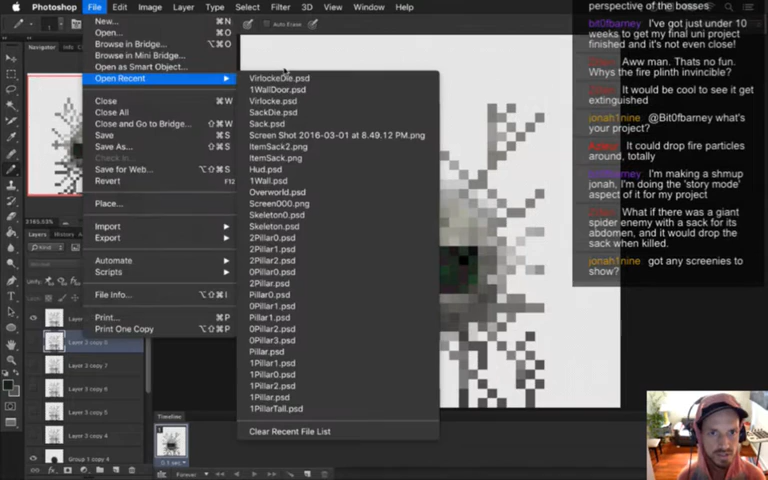 Photoshop File Edit Image Layer Type Select Filter 3D View Window Help
Auto Erase
Navigator
New... ⌘N
Open... ⌘O
Browse in Bridge... ⌥⌘O
Browse in Mini Bridge...
Open as Smart Object...
Open Recent
Close ⌘W
Close All
Close and Go to Bridge... ⇧⌘W
Save ⌘S
Save As... ⇧⌘S
Check In...
Save for Web... ⌥⇧⌘S
Revert F12
Place...
Import
Export
Automate
Scripts
File Info... ⌥⇧⌘I
Print... ⌘P
Print One Copy ⌥⇧⌘P
VirlockeDie.psd
1WallDoor.psd
Virlocke.psd
SackDie.psd
Sack.psd
Screen Shot 2016-03-01 at 8.49.12 PM.png
ItemSack2.png
ItemSack.png
Hud.psd
1Wall.psd
Overworld.psd
Screen000.png
Skeleton0.psd
Skeleton.psd
2Pillar0.psd
2Pillar1.psd
2Pillar2.psd
0Pillar0.psd
2Pillar.psd
Pillar0.psd
0Pillar1.psd
Pillar1.psd
0Pillar2.psd
0Pillar3.psd
Pillar.psd
1Pillar1.psd
1Pillar0.psd
1Pillar2.psd
1Pillar.psd
1PillarTall.psd
Clear Recent File List
Layers
Kind
Layer 2 copy 7
Layer 3 copy 6
Layer 3 copy 5
Layer 3 copy 4
Timeline
1
Forever
perspective of the bosses
bit0fbarney: I've got just under 10
weeks to get my final uni project
finished and it's not even close!
Aww man. Thats no fun.
Whys the fire plinth invincible?
It would be cool to see it get
extinguished
jonah1nine: @Bit0fbarney what's
your project?
It could drop fire particles
around, totally
I'm making a shmup
jonah, I'm doing the 'story mode'
aspect of it for my project
What if there was a giant
spider enemy with a sack for its
abdomen, and it would drop the
sack when killed.
jonah1nine: got any screenies to
show?